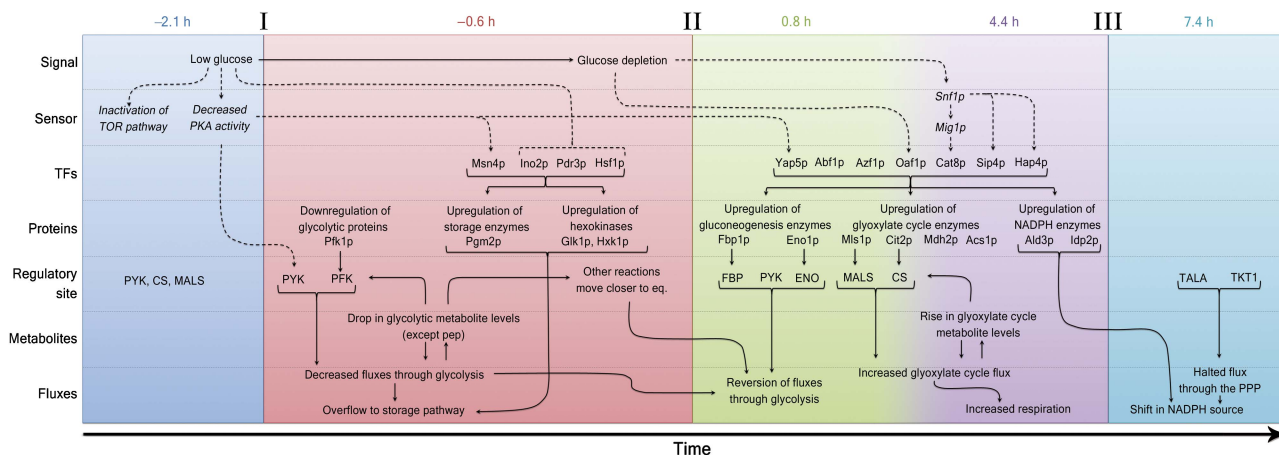 –2.1 h
I
–0.6 h
II
0.8 h
4.4 h
III
7.4 h
Signal
Low glucose
Glucose depletion
Sensor
Inactivation of
TOR pathway
Decreased
PKA activity
Snf1p
Mig1p
TFs
Msn4p Ino2p Pdr3p Hsf1p
Yap5p Abf1p Azf1p Oaf1p Cat8p Sip4p Hap4p
Proteins
Downregulation of
glycolytic proteins
Pfk1p
Upregulation of
storage enzymes
Pgm2p
Upregulation of
hexokinases
Glk1p, Hxk1p
Upregulation of
gluconeogenesis enzymes
Fbp1p Eno1p
Upregulation of
glyoxylate cycle enzymes
Mls1p Cit2p Mdh2p Acs1p
Upregulation of
NADPH enzymes
Ald3p Idp2p
Regulatory
site
PYK, CS, MALS
PYK PFK
Other reactions
move closer to eq.
FBP PYK ENO
MALS CS
TALA TKT1
Metabolites
Drop in glycolytic metabolite levels
(except pep)
Rise in glyoxylate cycle
metabolite levels
Fluxes
Decreased fluxes through glycolysis
Overflow to storage pathway
Reversion of fluxes
through glycolysis
Increased glyoxylate cycle flux
Increased respiration
Halted flux
through the PPP
Shift in NADPH source
Time